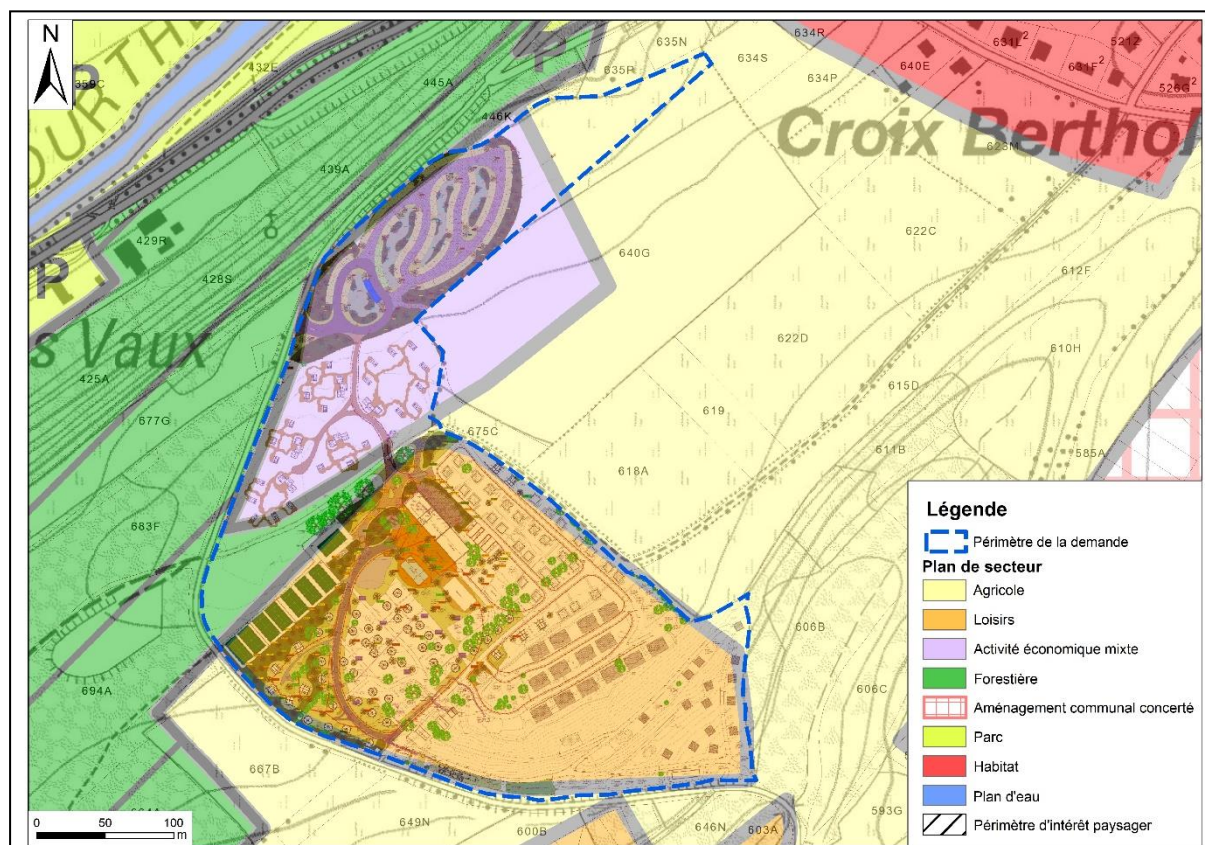 N
OURTHE
359C
432E
P
P
445A
635N
635R
634S
634R
634P
640E
631L²
631F²
521Z
526G²
446K
Croix Berthol
623M
439A
429R
P
428S
640G
622C
612F
s Vaux
425A
622D
610H
677G
615D
619
675C
611B
618A
585A
683F
606B
694A
606C
667B
649N
600B
646N
603A
593G
0 50 100
m
Légende
Périmètre de la demande
Plan de secteur
Agricole
Loisirs
Activité économique mixte
Forestière
Aménagement communal concerté
Parc
Habitat
Plan d'eau
Périmètre d'intérêt paysager